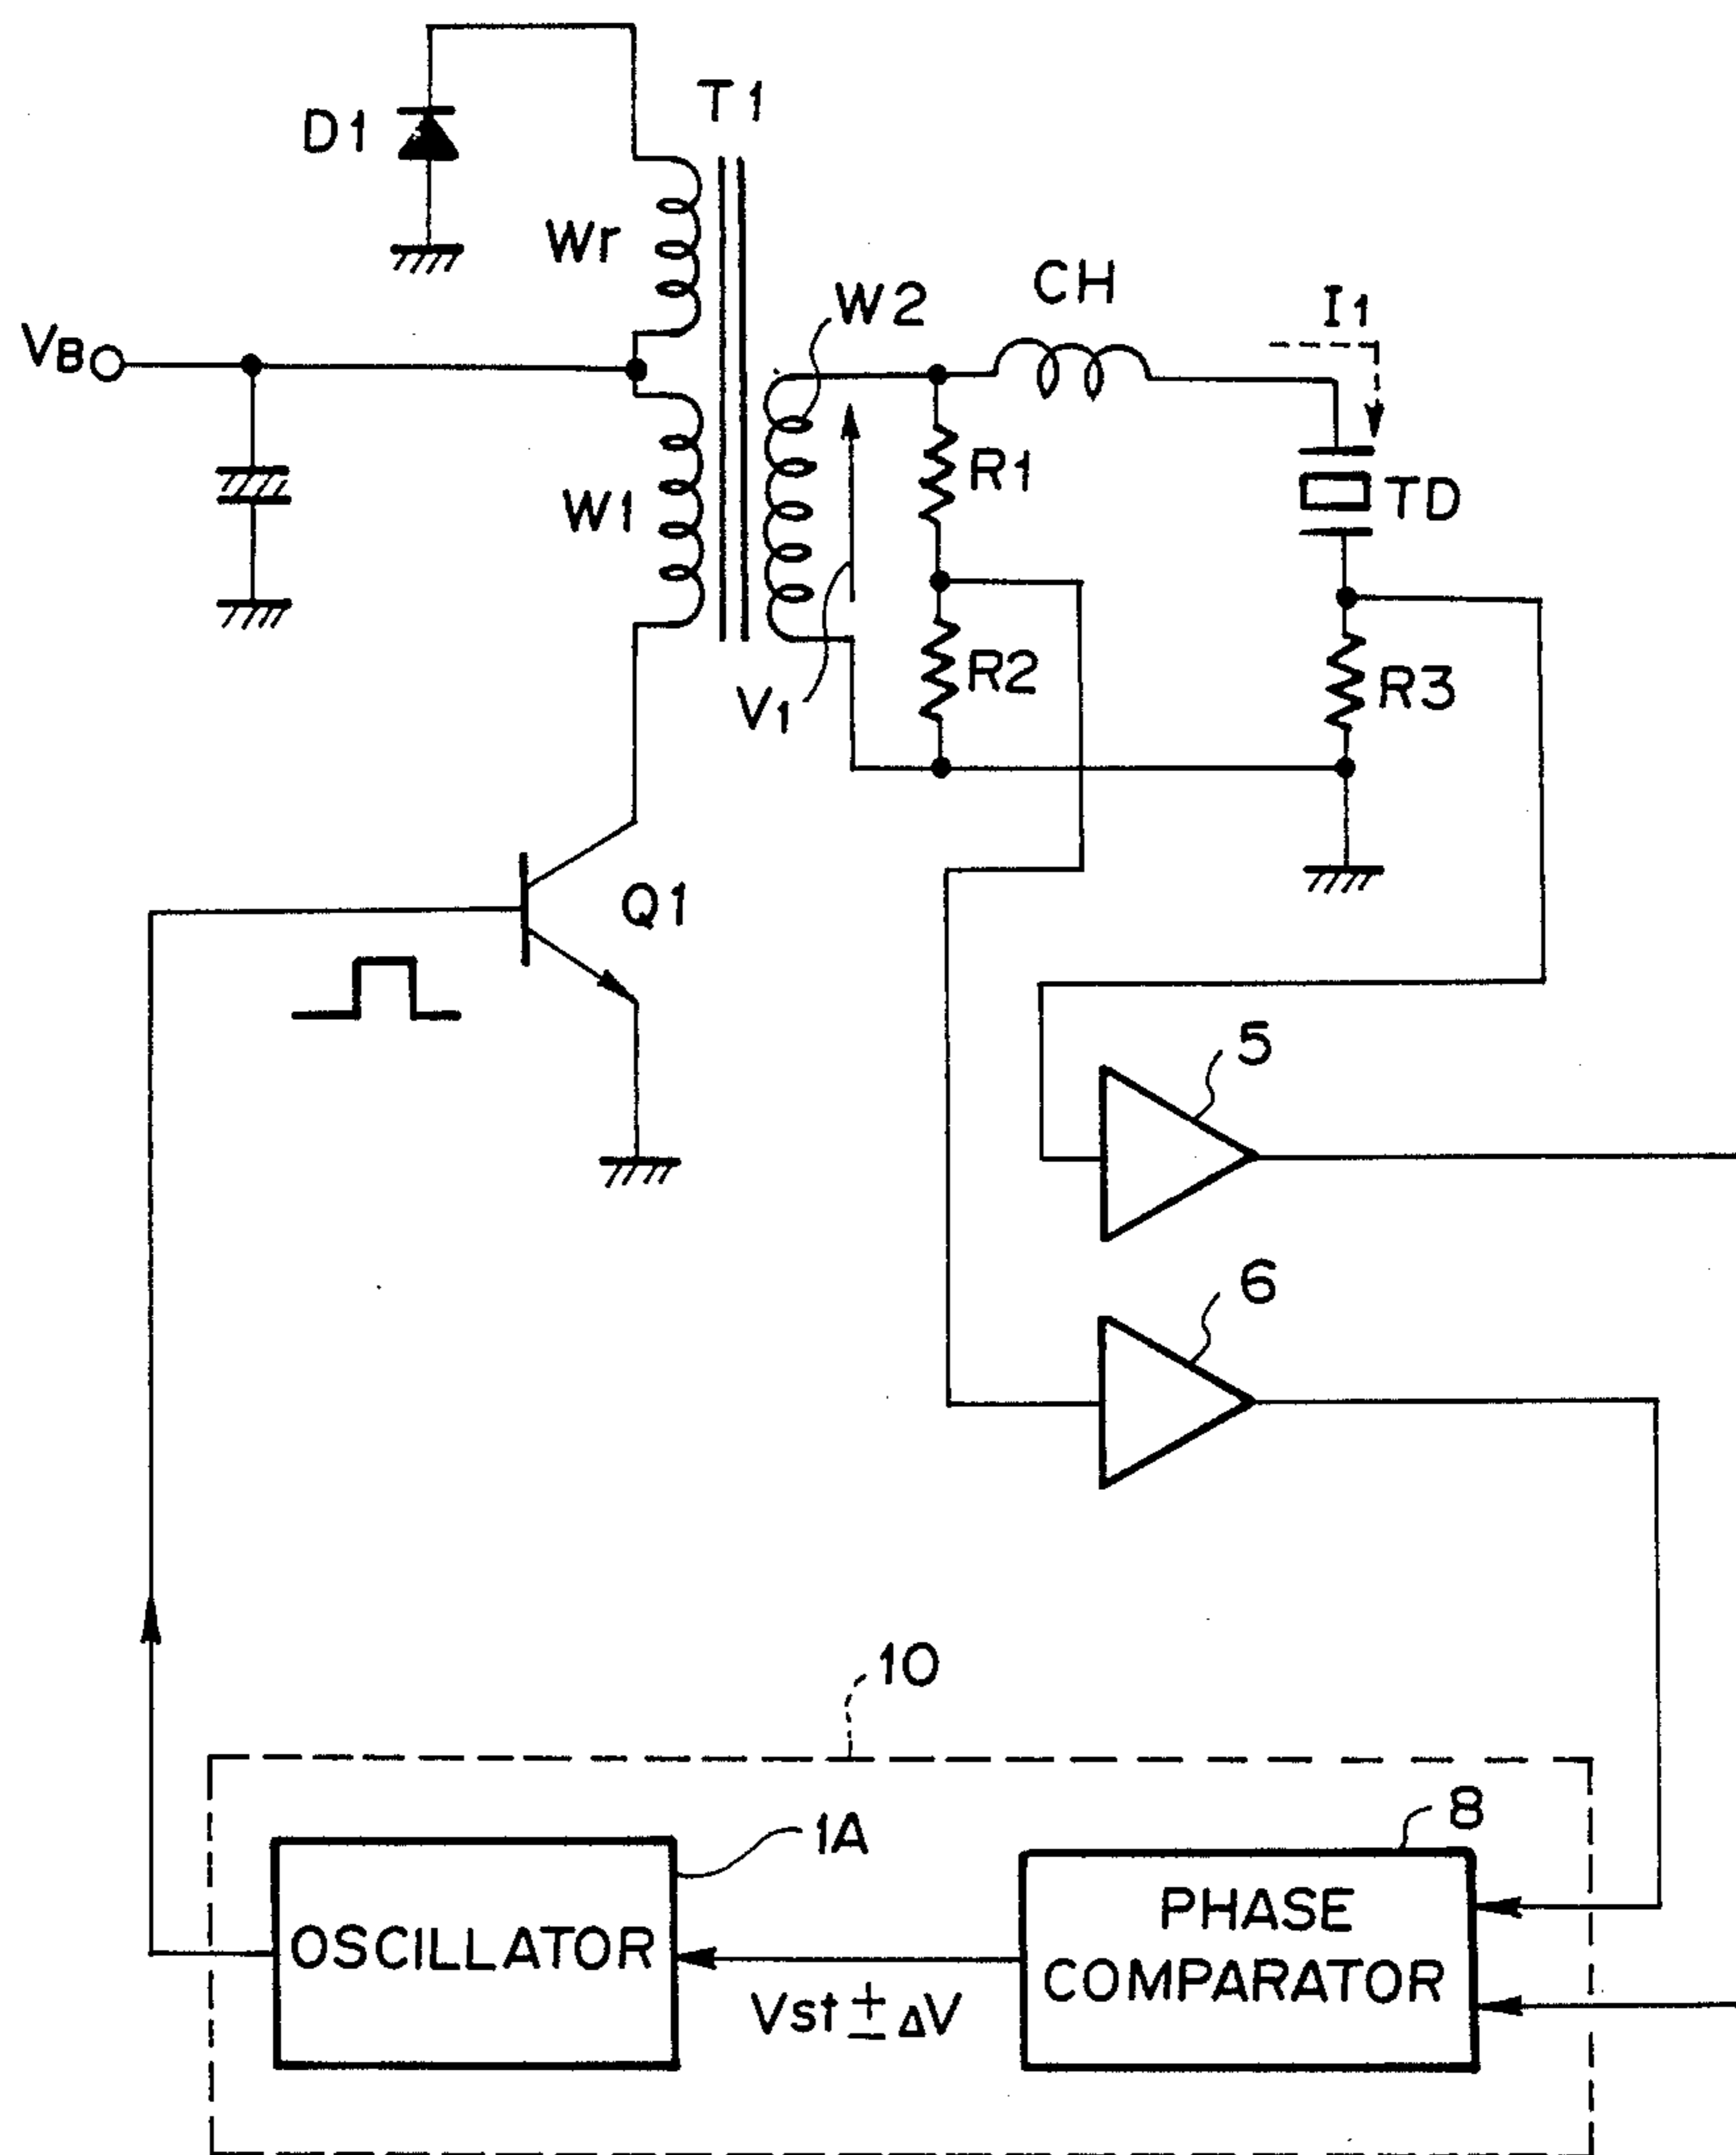 T1
D1
Wr
W2
CH
I1
VB
W1
R1
TD
R2
R3
V1
Q1
5
6
10
1A
8
OSCILLATOR
PHASE
COMPARATOR
Vst ± ΔV